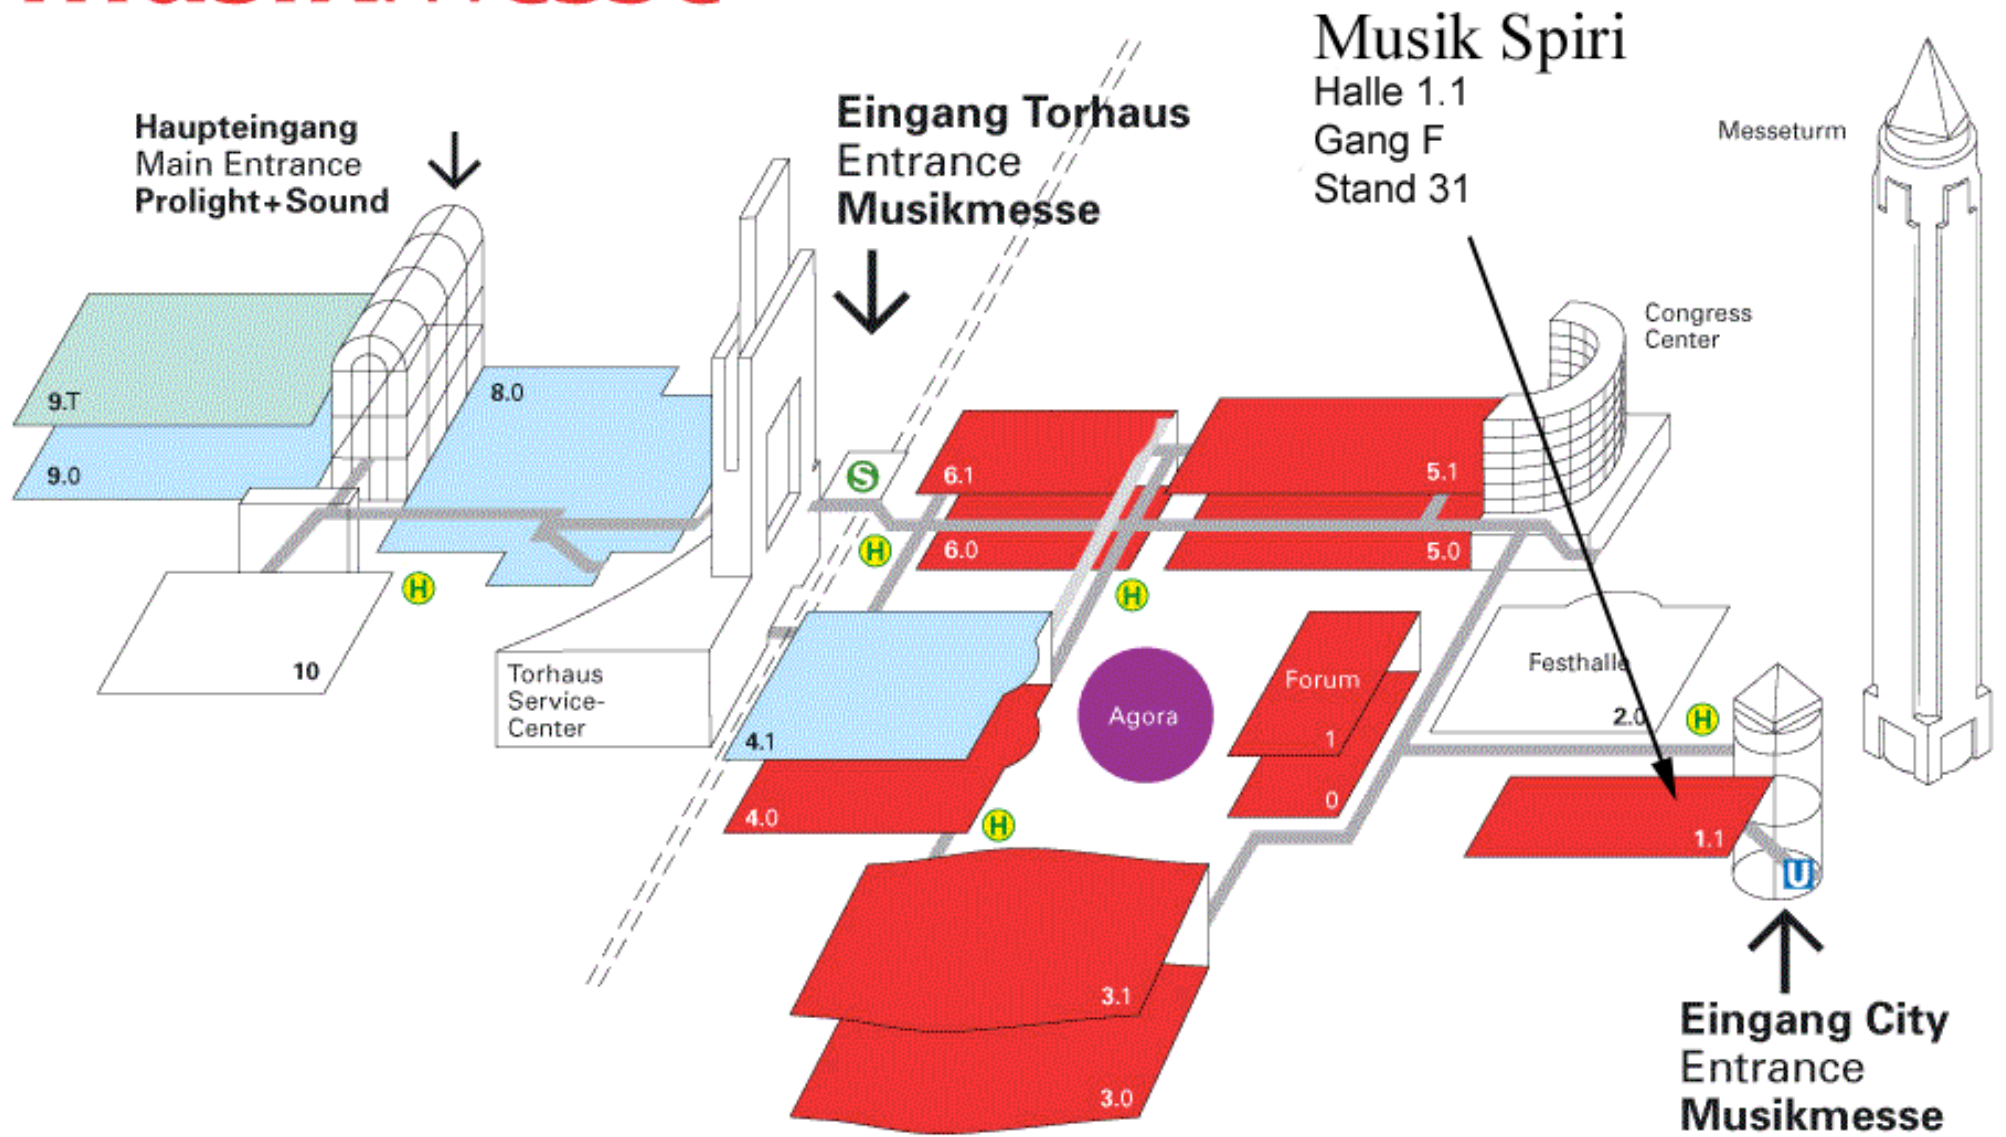 Musik Spiri
Halle 1.1
Gang F
Stand 31
Haupteingang
Main Entrance
Prolight+Sound
Eingang Torhaus
Entrance
Musikmesse
Messeturm
Congress
Center
9.T
9.0
8.0
10
S
H
H
H
6.1
5.1
6.0
5.0
Torhaus
Service-
Center
4.1
4.0
H
Agora
Forum
1
0
Festhalle
2.0
H
1.1
U
3.1
3.0
Eingang City
Entrance
Musikmesse